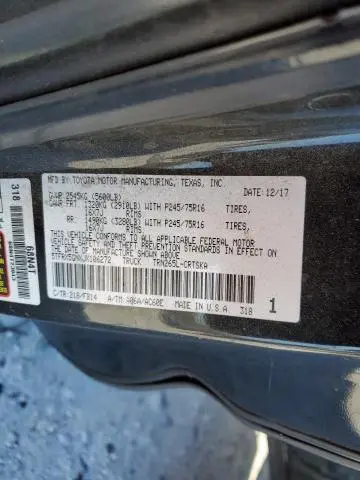 MFD BY: TOYOTA MOTOR MANUFACTURING, TEXAS, INC.
GVWR 2545KG (5600LB) 12/17
GAWR FRT 1320KG (2910LB) WITH P245/75R16 TIRES,
16X7J RIMS
RR 1490KG (3280LB) WITH P245/75R16 TIRES,
16X7J RIMS
THIS VEHICLE CONFORMS TO ALL APPLICABLE FEDERAL MOTOR
VEHICLE SAFETY AND THEFT PREVENTION STANDARDS IN EFFECT ON
THE DATE OF MANUFACTURE SHOWN ABOVE.
TRUCK TRN265L-CRTSKA
C/TR: 218/FB14 A/TM: A06A/AC60E MADE IN U.S.A. 318 1
318
68N4T